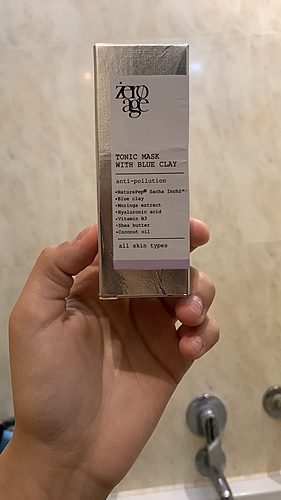 zero
age
TONIC MASK
WITH BLUE CLAY
anti-pollution
•NaturePep® Sacha Inchi*
•Blue clay
•Moringa extract
•Hyaluronic acid
•Vitamin B3
•Shea butter
•Coconut oil
all skin types